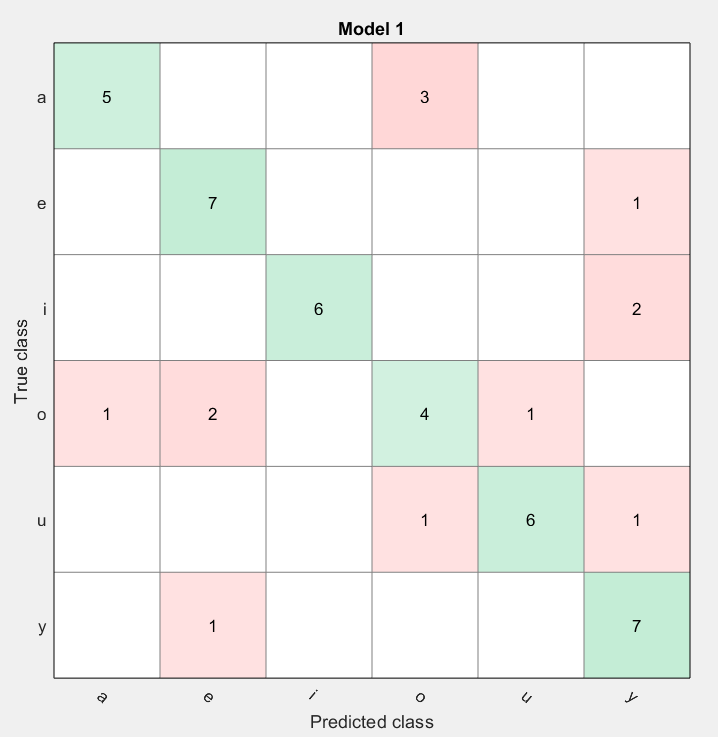 Model 1
a 5 3
e 7 1
i 6 2
o 1 2 4 1
u 1 6 1
y 1 7
True class
a e i o u y
Predicted class